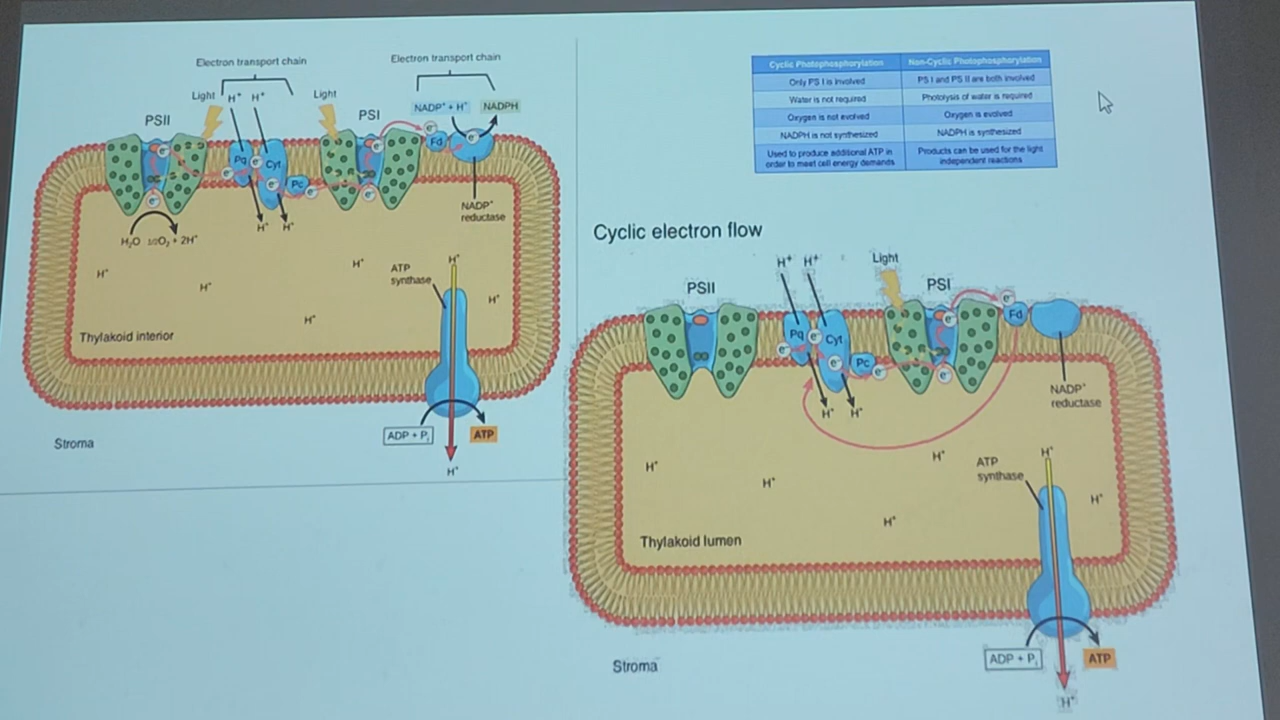 Electron transport chain
Electron transport chain
Light
H⁺ H⁺
Light
NADP⁺ + H⁺
NADPH
PSII
PSI
e⁻
e⁻
e⁻
Fd
e⁻
Pq
e⁻
Cyt
e⁻
e⁻
Pc
e⁻
e⁻
e⁻
NADP⁺
reductase
H⁺ H⁺
H₂O 1/2O₂ + 2H⁺
H⁺
H⁺
H⁺
H⁺
H⁺
ATP
synthase
H⁺
Thylakoid interior
ADP + Pᵢ
ATP
Stroma
H⁺
Cyclic Photophosphorylation Non-Cyclic Photophosphorylation
Only PS I is involved PS I and PS II are both involved
Water is not required Photolysis of water is required
Oxygen is not evolved Oxygen is evolved
NADPH is not synthesized NADPH is synthesized
Used to produce additional ATP in Products can be used for the light
order to meet cell energy demands independent reactions
Cyclic electron flow
H⁺ H⁺
Light
PSII
PSI
e⁻
Fd
e⁻
Pq
e⁻
Cyt
e⁻
e⁻
Pc
e⁻
e⁻
NADP⁺
reductase
H⁺ H⁺
H⁺
H⁺
H⁺
H⁺
H⁺
ATP
synthase
H⁺
Thylakoid lumen
ADP + Pᵢ
ATP
Stroma
H⁺